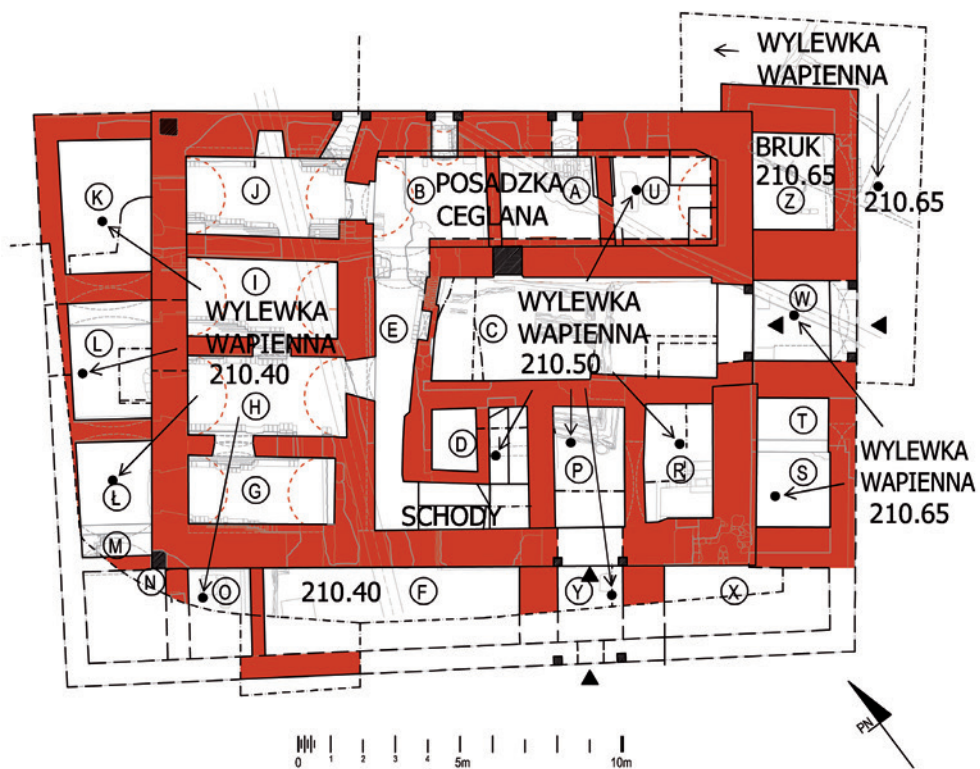 WYLEWKA
WAPIENNA
BRUK
210.65
Z
210.65
K
J
B
POSADZKA
CEGLANA
A
U
I
WYLEWKA
WAPIENNA
210.40
L
E
C
WYLEWKA
WAPIENNA
210.50
W
H
D
P
R
T
WYLEWKA
WAPIENNA
210.65
S
G
Ł
M
SCHODY
N
O
210.40
F
Y
X
PN
0
1
2
3
4
5m
10m